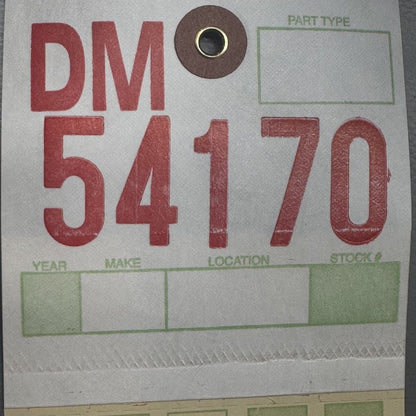 PART TYPE
DM
54170
YEAR MAKE LOCATION STOCK #